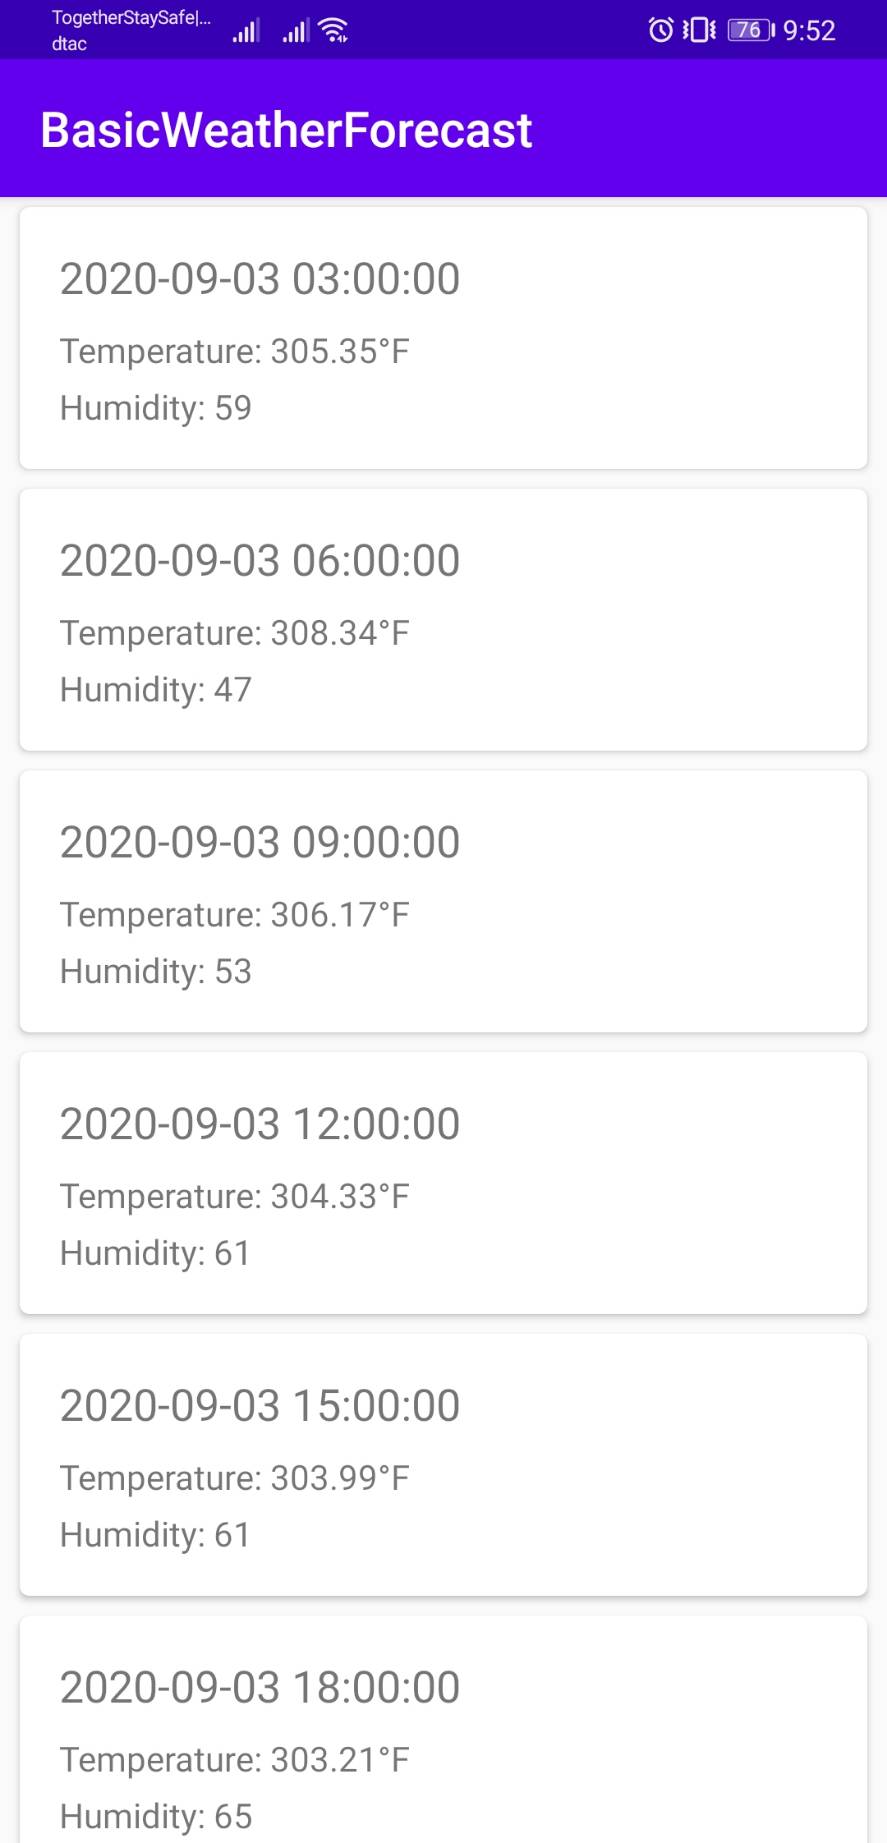 TogetherStaySafe|...
dtac
76 9:52
BasicWeatherForecast
2020-09-03 03:00:00
Temperature: 305.35°F
Humidity: 59
2020-09-03 06:00:00
Temperature: 308.34°F
Humidity: 47
2020-09-03 09:00:00
Temperature: 306.17°F
Humidity: 53
2020-09-03 12:00:00
Temperature: 304.33°F
Humidity: 61
2020-09-03 15:00:00
Temperature: 303.99°F
Humidity: 61
2020-09-03 18:00:00
Temperature: 303.21°F
Humidity: 65